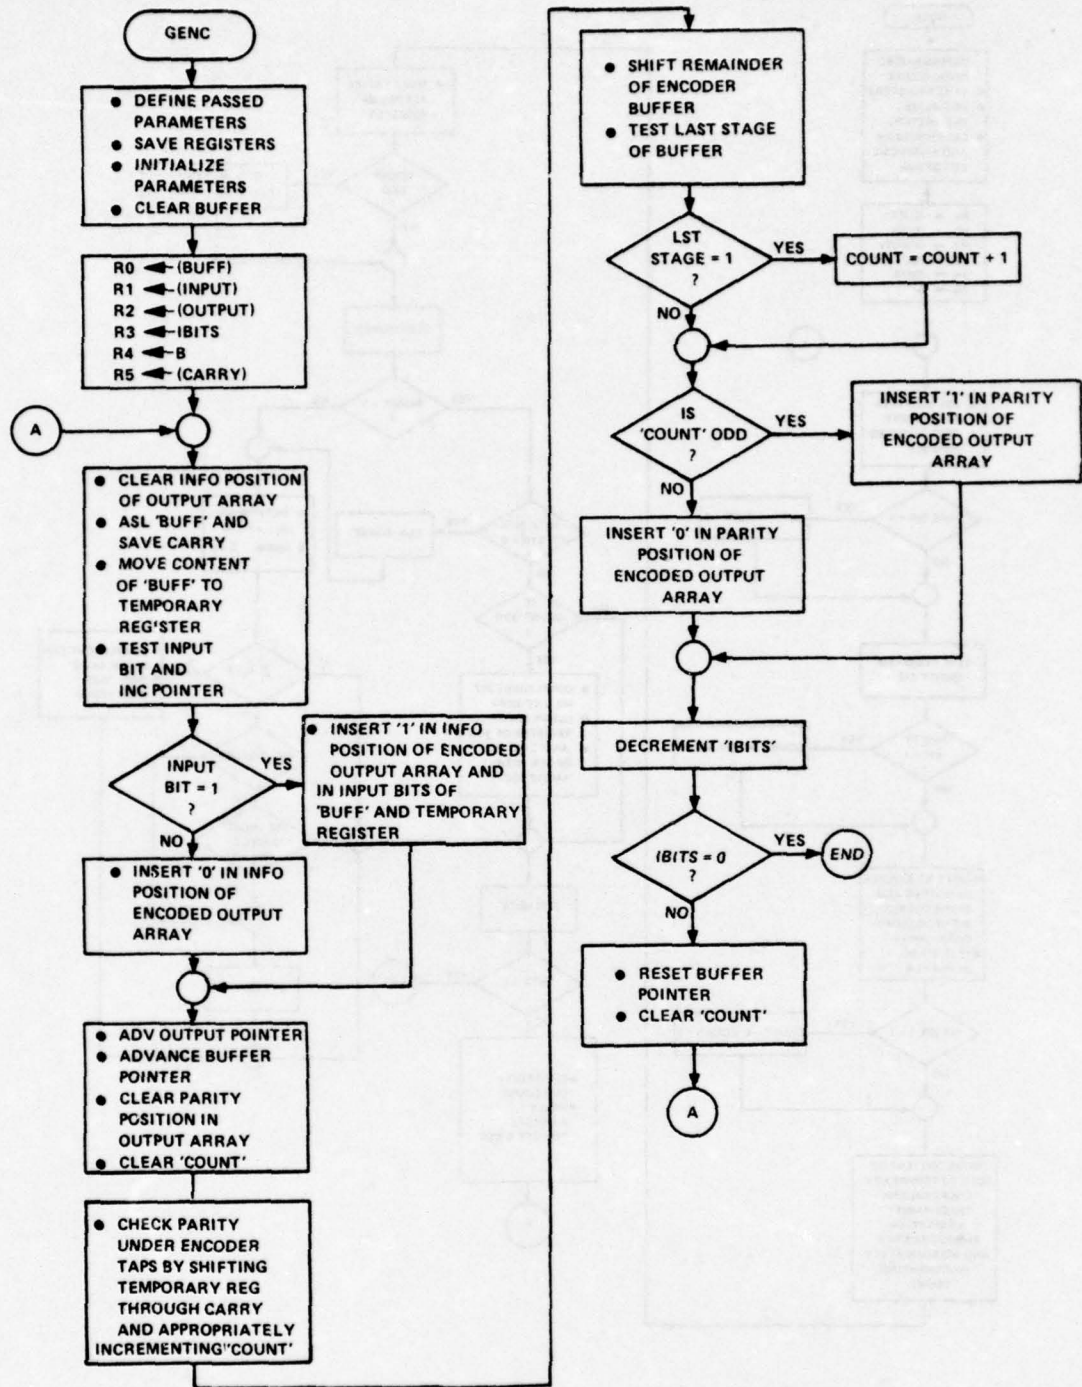 GENC
● DEFINE PASSED
PARAMETERS
● SAVE REGISTERS
● INITIALIZE
PARAMETERS
● CLEAR BUFFER
R0 ◄– (BUFF)
R1 ◄– (INPUT)
R2 ◄– (OUTPUT)
R3 ◄– IBITS
R4 ◄– B
R5 ◄– (CARRY)
A
● CLEAR INFO POSITION
OF OUTPUT ARRAY
● ASL 'BUFF' AND
SAVE CARRY
● MOVE CONTENT
OF 'BUFF' TO
TEMPORARY
REG'STER
● TEST INPUT
BIT AND
INC POINTER
INPUT
BIT = 1
?
YES
NO
● INSERT '1' IN INFO
POSITION OF ENCODED
OUTPUT ARRAY AND
IN INPUT BITS OF
'BUFF' AND TEMPORARY
REGISTER
● INSERT '0' IN INFO
POSITION OF
ENCODED OUTPUT
ARRAY
● ADV OUTPUT POINTER
● ADVANCE BUFFER
POINTER
● CLEAR PARITY
POSITION IN
OUTPUT ARRAY
● CLEAR 'COUNT'
● CHECK PARITY
UNDER ENCODER
TAPS BY SHIFTING
TEMPORARY REG
THROUGH CARRY
AND APPROPRIATELY
INCREMENTING "COUNT'
● SHIFT REMAINDER
OF ENCODER
BUFFER
● TEST LAST STAGE
OF BUFFER
LST
STAGE = 1
?
YES
NO
COUNT = COUNT + 1
IS
'COUNT' ODD
?
YES
NO
INSERT '1' IN PARITY
POSITION OF
ENCODED OUTPUT
ARRAY
INSERT '0' IN PARITY
POSITION OF
ENCODED OUTPUT
ARRAY
DECREMENT 'IBITS'
IBITS = 0
?
YES
NO
END
● RESET BUFFER
POINTER
● CLEAR 'COUNT'
A